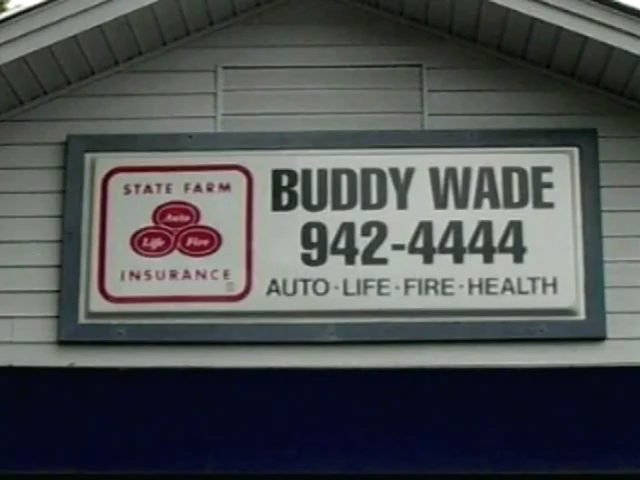 STATE FARM
Auto
Life Fire
INSURANCE
®
BUDDY WADE
942-4444
AUTO·LIFE·FIRE·HEALTH